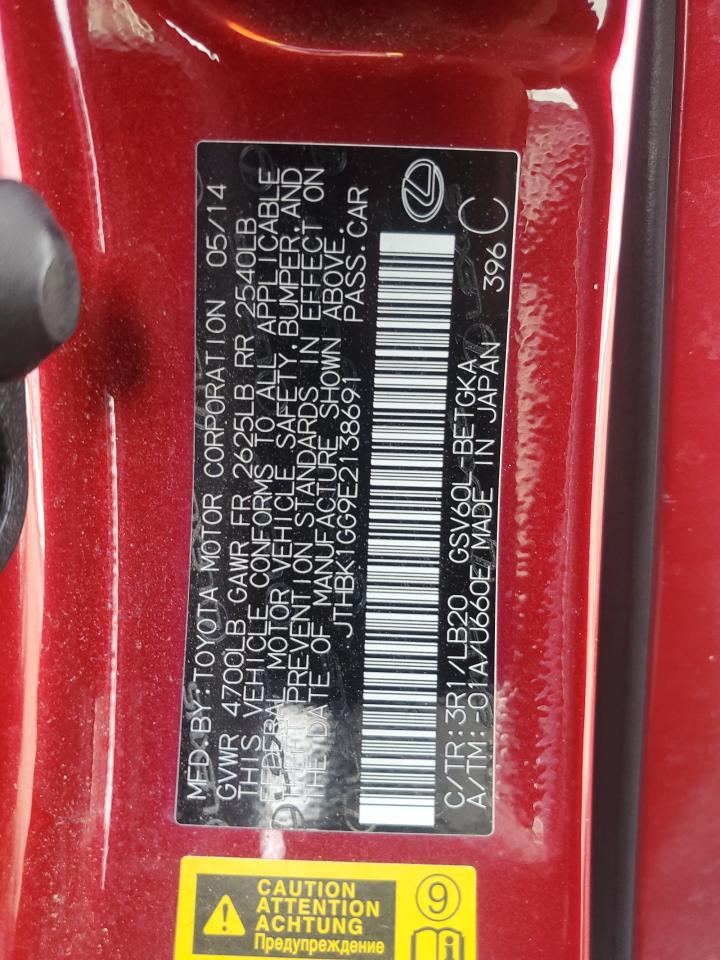 MFD.BY:TOYOTA MOTOR CORPORATION 05/14
GVWR 4700LB GAWR FR 2625LB RR 2540LB
THIS VEHICLE CONFORMS TO ALL APPLICABLE
FEDERAL MOTOR VEHICLE SAFETY, BUMPER, AND
THEFT PREVENTION STANDARDS IN EFFECT ON
THE DATE OF MANUFACTURE SHOWN ABOVE.
JTHBK1GG9E2138691 PASS.CAR
C/TR:3R1/LB20 GSV60L-BETGKA
A/TM:-01A/U660E MADE IN JAPAN 396 C
CAUTION
ATTENTION
ACHTUNG
Предупреждение
9
i